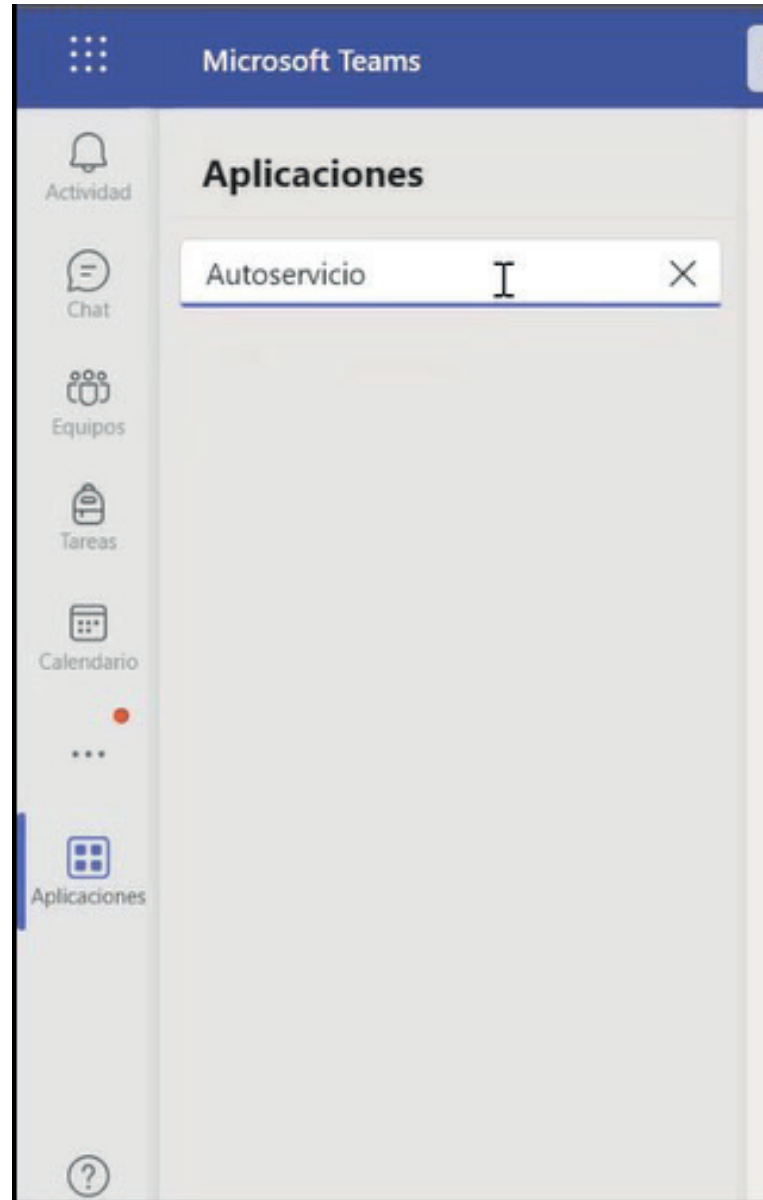 Microsoft Teams
Actividad
Chat
Equipos
Tareas
Calendario
Aplicaciones
Aplicaciones
Autoservicio